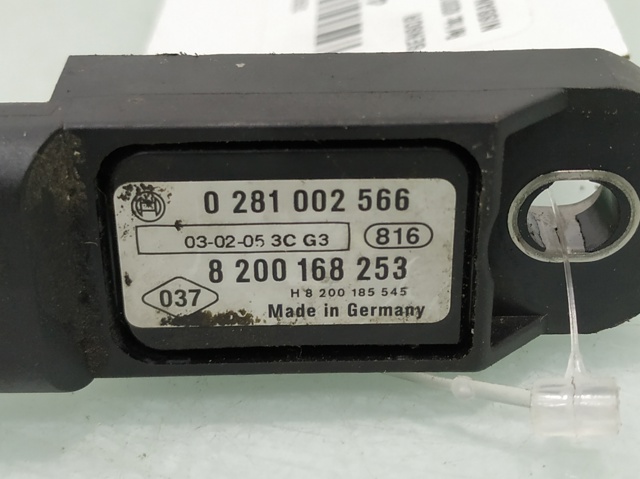 0 281 002 566
03-02-05 3C G3
816
8 200 168 253
037
H 8 200 185 545
Made in Germany